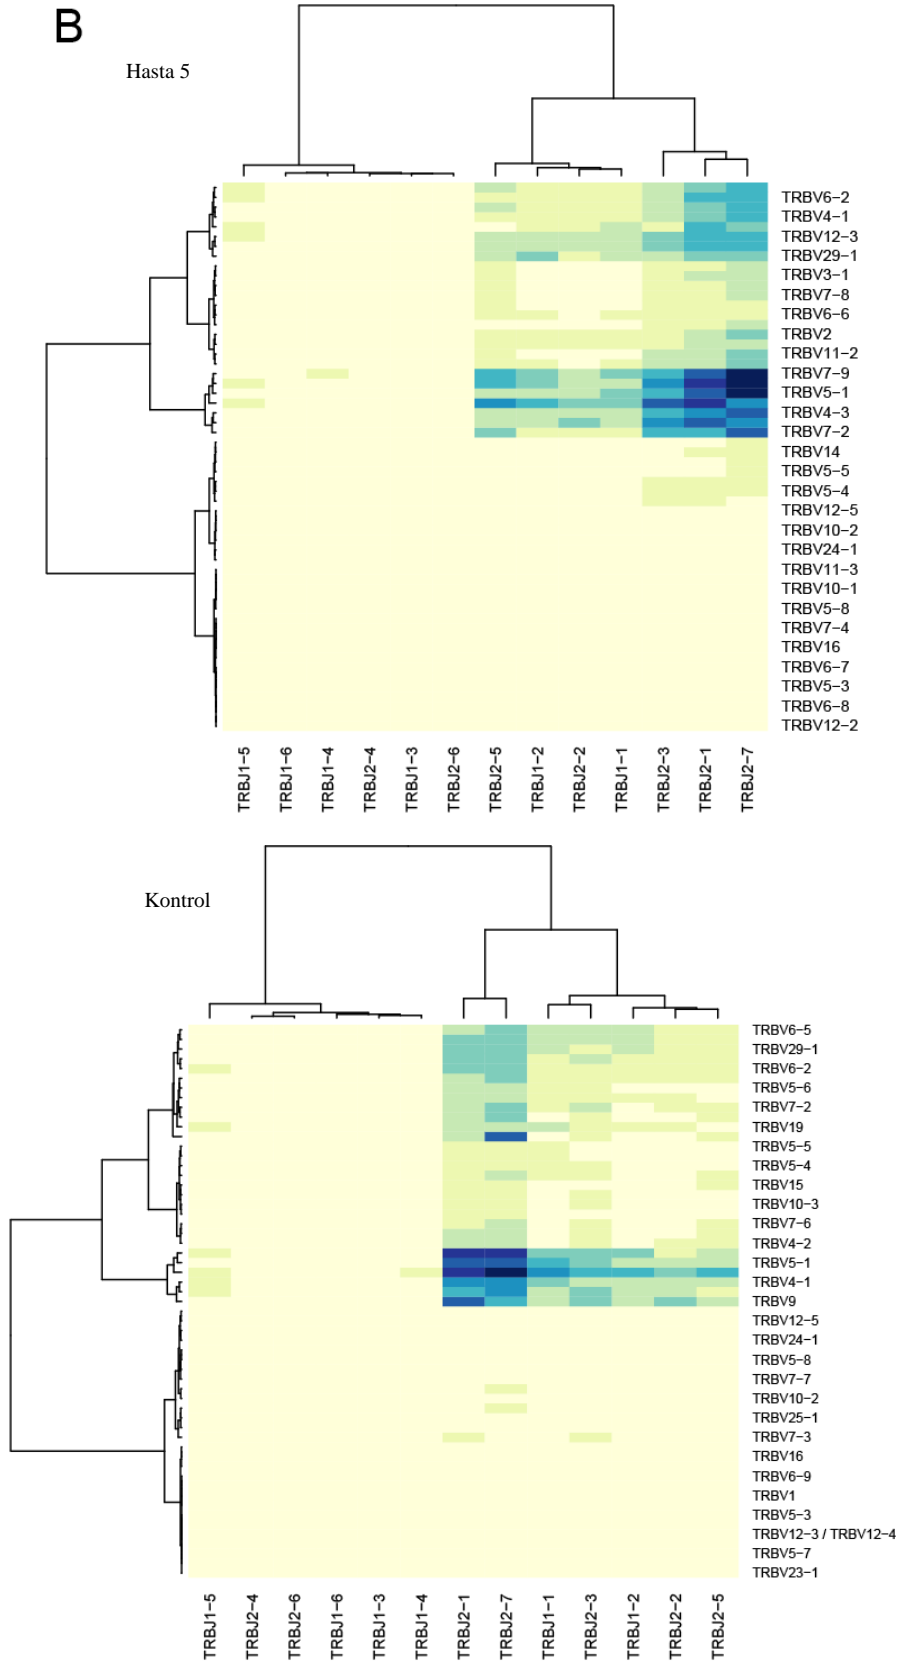 B
Hasta 5
TRBV6-2
TRBV4-1
TRBV12-3
TRBV29-1
TRBV3-1
TRBV7-8
TRBV6-6
TRBV2
TRBV11-2
TRBV7-9
TRBV5-1
TRBV4-3
TRBV7-2
TRBV14
TRBV5-5
TRBV5-4
TRBV12-5
TRBV10-2
TRBV24-1
TRBV11-3
TRBV10-1
TRBV5-8
TRBV7-4
TRBV16
TRBV6-7
TRBV5-3
TRBV6-8
TRBV12-2
TRBJ1-5
TRBJ1-6
TRBJ1-4
TRBJ2-4
TRBJ1-3
TRBJ2-6
TRBJ2-5
TRBJ1-2
TRBJ2-2
TRBJ1-1
TRBJ2-3
TRBJ2-1
TRBJ2-7
Kontrol
TRBV6-5
TRBV29-1
TRBV6-2
TRBV5-6
TRBV7-2
TRBV19
TRBV5-5
TRBV5-4
TRBV15
TRBV10-3
TRBV7-6
TRBV4-2
TRBV5-1
TRBV4-1
TRBV9
TRBV12-5
TRBV24-1
TRBV5-8
TRBV7-7
TRBV10-2
TRBV25-1
TRBV7-3
TRBV16
TRBV6-9
TRBV1
TRBV5-3
TRBV12-3 / TRBV12-4
TRBV5-7
TRBV23-1
TRBJ1-5
TRBJ2-4
TRBJ2-6
TRBJ1-6
TRBJ1-3
TRBJ1-4
TRBJ2-1
TRBJ2-7
TRBJ1-1
TRBJ2-3
TRBJ1-2
TRBJ2-2
TRBJ2-5